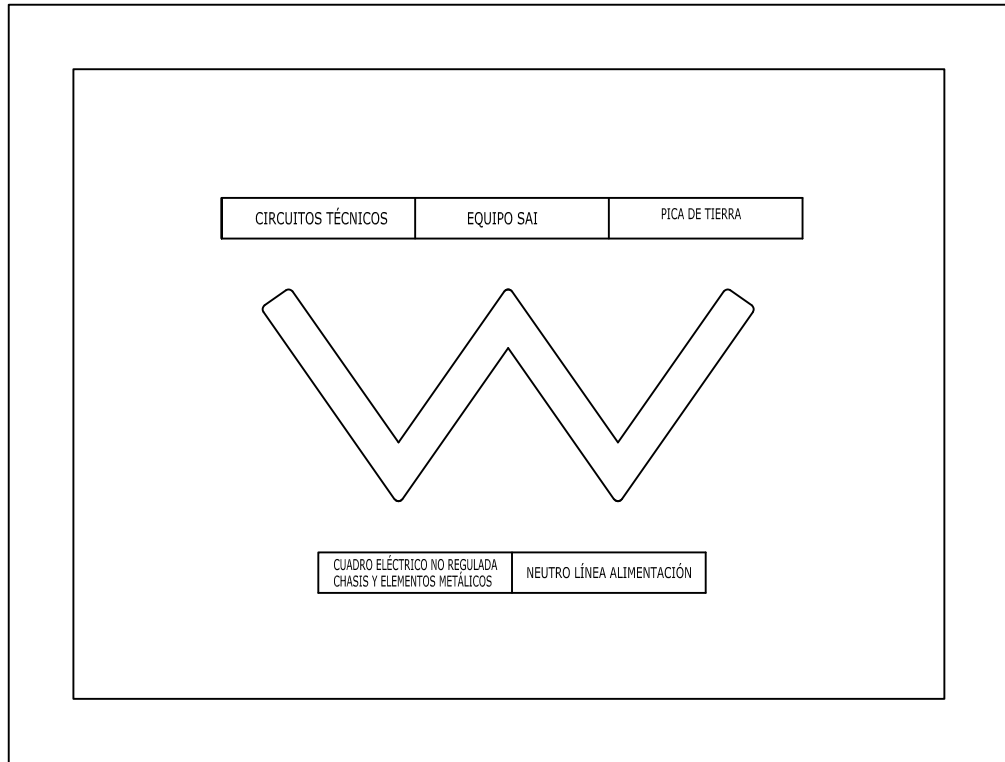 CIRCUITOS TÉCNICOS
EQUIPO SAI
PICA DE TIERRA
CUADRO ELÉCTRICO NO REGULADA
CHASIS Y ELEMENTOS METÁLICOS
NEUTRO LÍNEA ALIMENTACIÓN